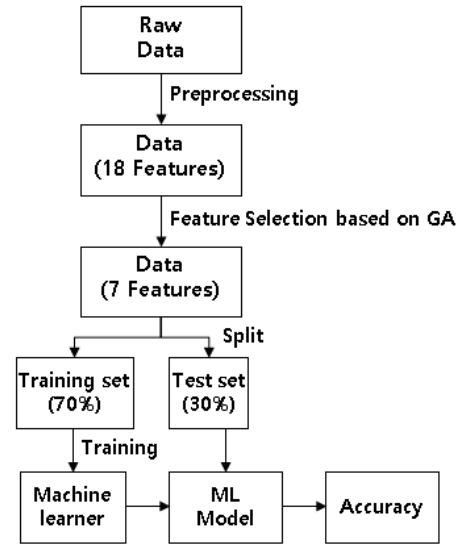 Raw
Data
Preprocessing
Data
(18 Features)
Feature Selection based on GA
Data
(7 Features)
Split
Training set
(70%)
Test set
(30%)
Training
Machine
learner
ML
Model
Accuracy